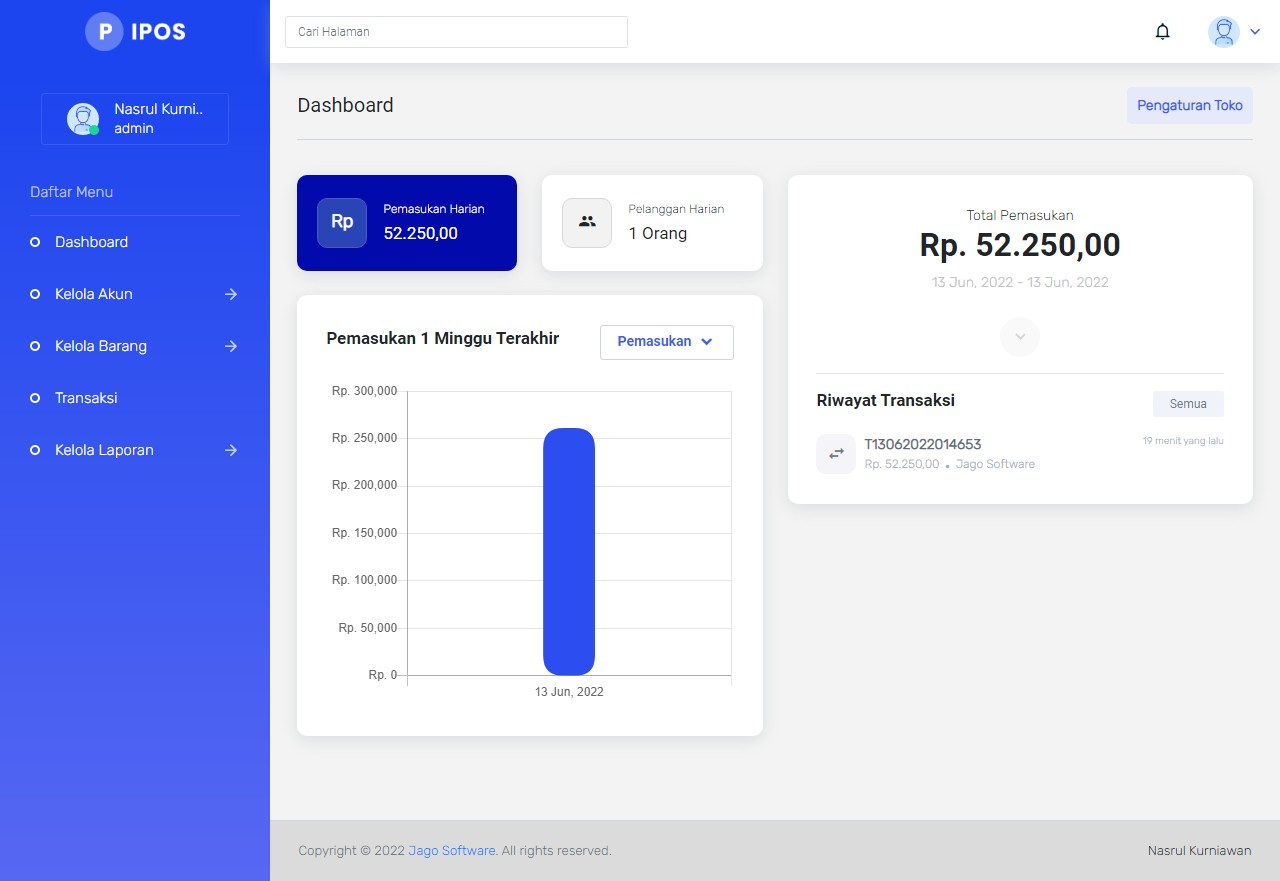 P IPOS
Cari Halaman
Nasrul Kurni..
admin
Daftar Menu
Dashboard
Kelola Akun
Kelola Barang
Transaksi
Kelola Laporan
Dashboard
Pengaturan Toko
Rp
Pemasukan Harian
52.250,00
Pelanggan Harian
1 Orang
Pemasukan 1 Minggu Terakhir
Pemasukan
Rp. 300,000
Rp. 250,000
Rp. 200,000
Rp. 150,000
Rp. 100,000
Rp. 50,000
Rp. 0
13 Jun, 2022
Total Pemasukan
Rp. 52.250,00
13 Jun, 2022 - 13 Jun, 2022
Riwayat Transaksi
Semua
T13062022014653
19 menit yang lalu
Rp. 52.250,00 • Jago Software
Copyright © 2022 Jago Software. All rights reserved.
Nasrul Kurniawan